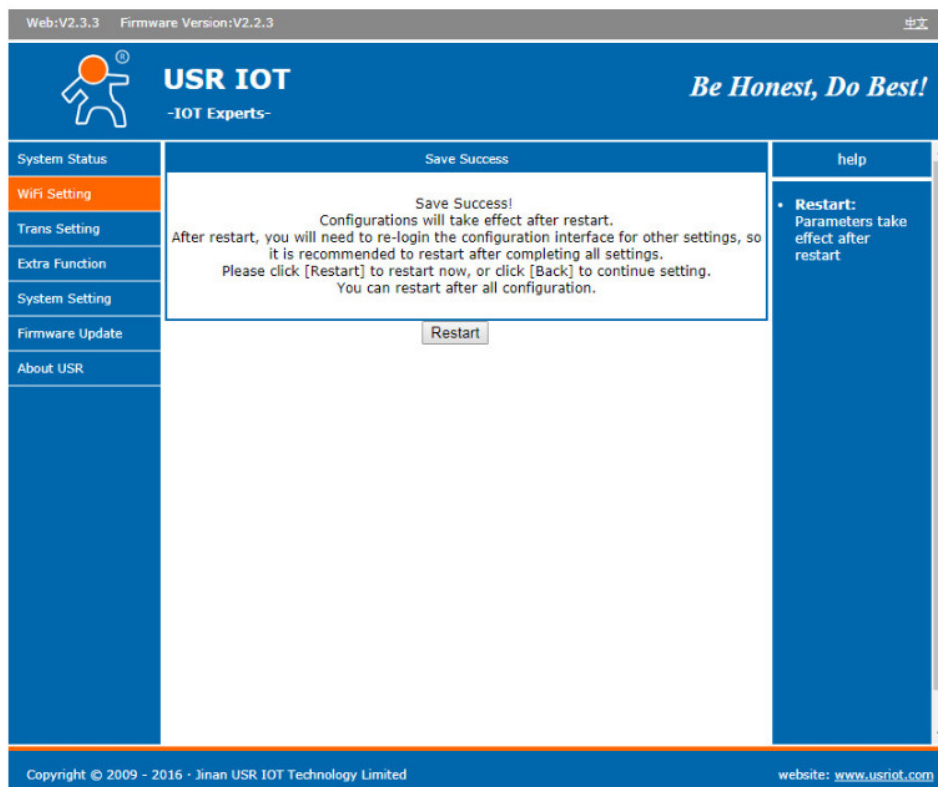 Web:V2.3.3 Firmware Version:V2.2.3 中文
®
USR IOT
-IOT Experts-
Be Honest, Do Best!
System Status
WiFi Setting
Trans Setting
Extra Function
System Setting
Firmware Update
About USR
Save Success
Save Success!
Configurations will take effect after restart.
After restart, you will need to re-login the configuration interface for other settings, so
it is recommended to restart after completing all settings.
Please click [Restart] to restart now, or click [Back] to continue setting.
You can restart after all configuration.
Restart
help
• Restart:
Parameters take
effect after
restart
Copyright © 2009 - 2016 · Jinan USR IOT Technology Limited
website: www.usriot.com